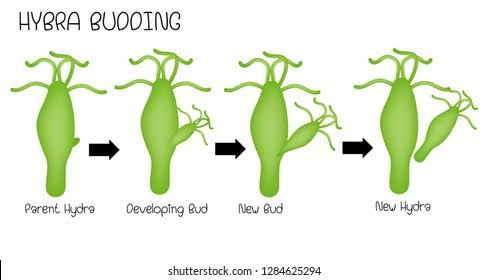 HYBRA BUDDING
Parent Hydra
Developing Bud
New Bud
New Hydra
shutterstock.com · 1284625294